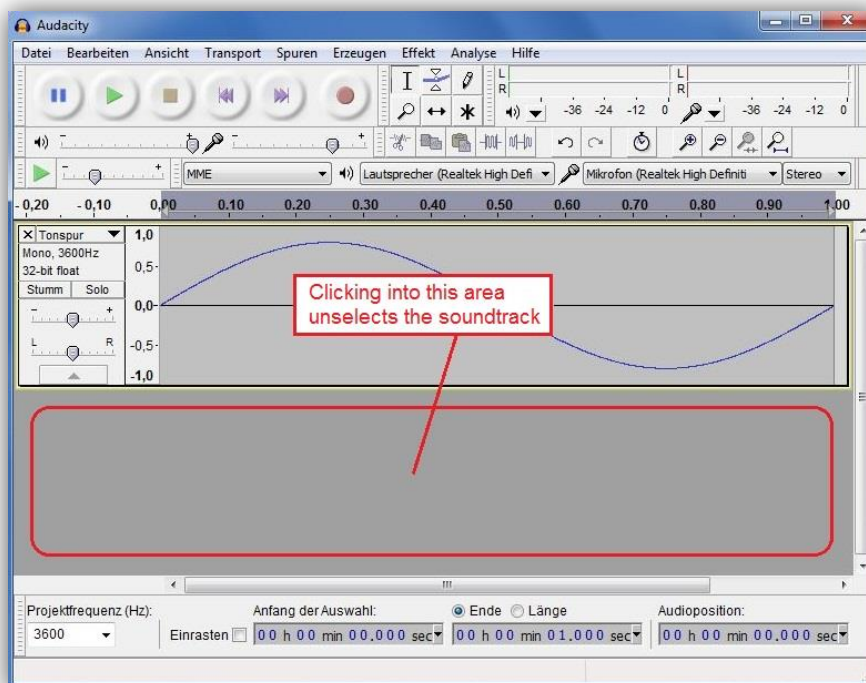 Audacity
Datei Bearbeiten Ansicht Transport Spuren Erzeugen Effekt Analyse Hilfe
L
R
-36 -24 -12 0
L
R
-36 -24 -12 0
- +
- +
- + MME Lautsprecher (Realtek High Defi Mikrofon (Realtek High Definiti Stereo
- 0,20 - 0,10 0,00 0.10 0.20 0.30 0.40 0.50 0.60 0.70 0.80 0.90 1.00
X Tonspur 1,0
Mono, 3600Hz
32-bit float 0,5-
Stumm Solo
- + 0,0-
L R -0,5-
-1,0
Clicking into this area
unselects the soundtrack
Projektfrequenz (Hz): Anfang der Auswahl: Ende Länge Audioposition:
3600 Einrasten 00 h 00 min 00.000 sec 00 h 00 min 01.000 sec 00 h 00 min 00.000 sec